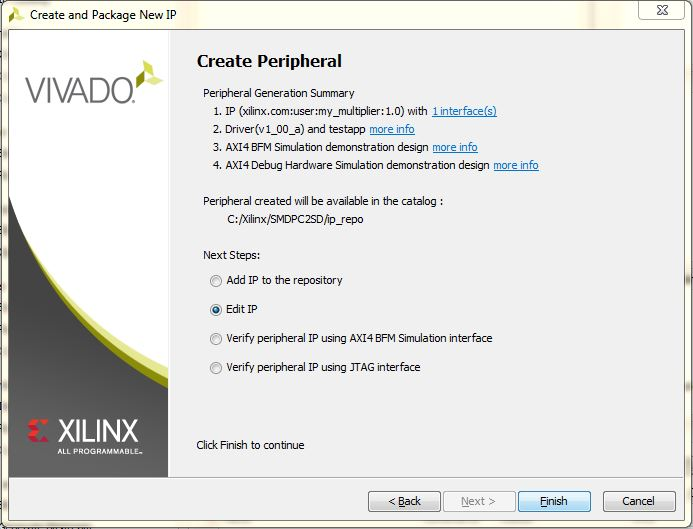 Create and Package New IP
VIVADO.
Create Peripheral
Peripheral Generation Summary
1. IP (xilinx.com:user:my_multiplier:1.0) with 1 interface(s)
2. Driver(v1_00_a) and testapp more info
3. AXI4 BFM Simulation demonstration design more info
4. AXI4 Debug Hardware Simulation demonstration design more info
Peripheral created will be available in the catalog :
C:/Xilinx/SMDPC2SD/ip_repo
Next Steps:
Add IP to the repository
Edit IP
Verify peripheral IP using AXI4 BFM Simulation interface
Verify peripheral IP using JTAG interface
XILINX
ALL PROGRAMMABLE™
Click Finish to continue
< Back Next > Finish Cancel